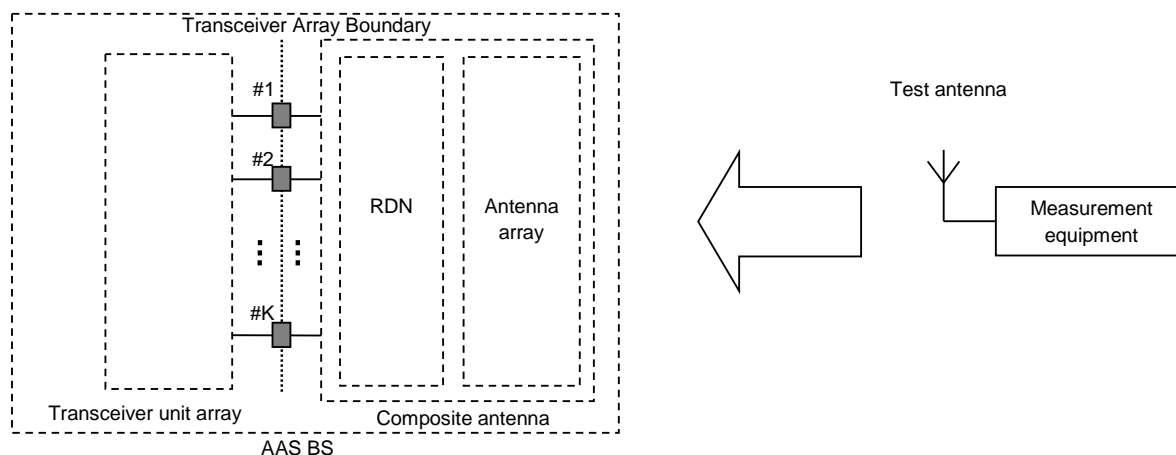 Transceiver Array Boundary
#1
#2
#K
RDN
Antenna
array
Transceiver unit array
Composite antenna
AAS BS
Test antenna
Measurement
equipment